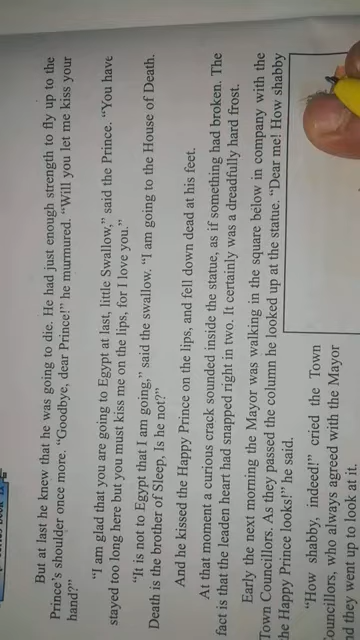 But at last he knew that he was going to die. He had just enough strength to fly up to the
Prince's shoulder once more. "Goodbye, dear Prince!" he murmured. "Will you let me kiss your
hand?"
"I am glad that you are going to Egypt at last, little Swallow," said the Prince. "You have
stayed too long here but you must kiss me on the lips, for I love you."
"It is not to Egypt that I am going," said the swallow. "I am going to the House of Death.
Death is the brother of Sleep, Is he not?"
And he kissed the Happy Prince on the lips, and fell down dead at his feet.
At that moment a curious crack sounded inside the statue, as if something had broken. The
fact is that the leaden heart had snapped right in two. It certainly was a dreadfully hard frost.
Early the next morning the Mayor was walking in the square below in company with the
Town Councillors. As they passed the column he looked up at the statue. "Dear me! How shabby
he Happy Prince looks!" he said.
"How shabby, indeed!" cried the Town
Councillors, who always agreed with the Mayor
d they went up to look at it.